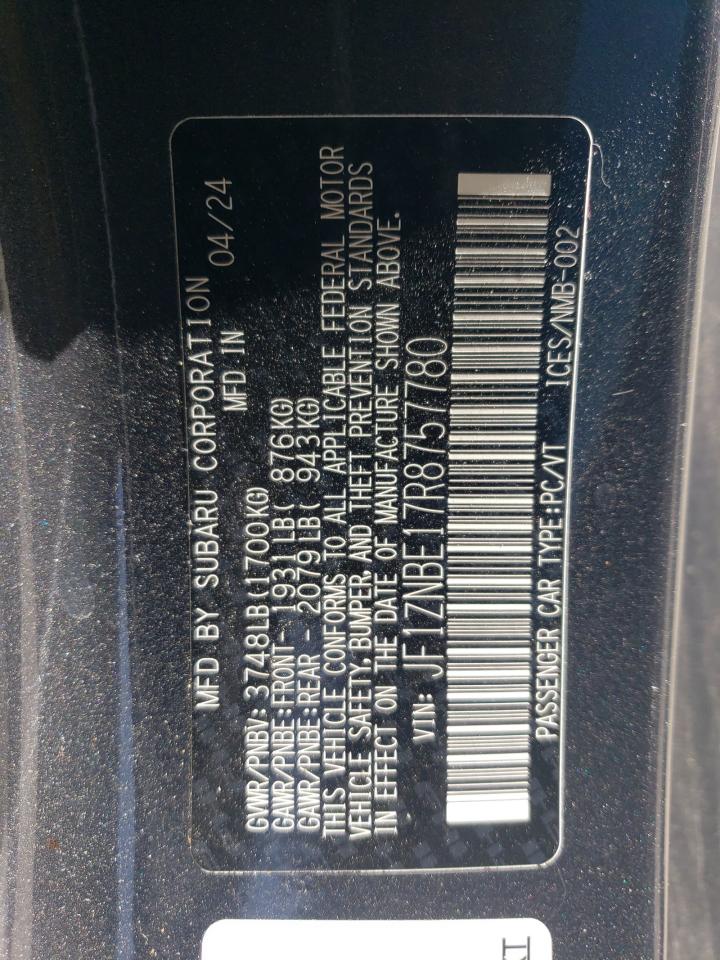 MFD BY SUBARU CORPORATION
MFD IN 04/24
GVWR/PNBV: 3748LB(1700KG)
GAWR/PNBE:FRONT- 1931LB( 876KG)
GAWR/PNBE:REAR - 2079LB( 943KG)
THIS VEHICLE CONFORMS TO ALL APPLICABLE FEDERAL MOTOR
VEHICLE SAFETY, BUMPER, AND THEFT PREVENTION STANDARDS
IN EFFECT ON THE DATE OF MANUFACTURE SHOWN ABOVE.
VIN: JF1ZNBE17R8757780
PASSENGER CAR TYPE:PC/VT ICES/NMB-002